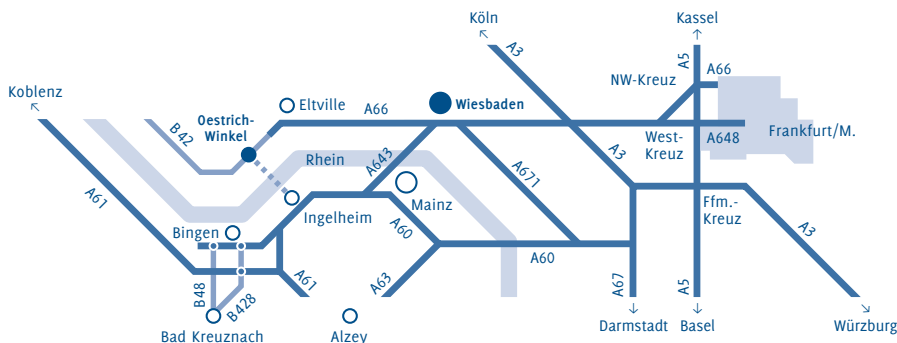 Köln
Kassel
A3
A5
NW-Kreuz
A66
Koblenz
Eltville
A66
Wiesbaden
Oestrich-
Winkel
B42
West-
Kreuz
A648
Frankfurt/M.
Rhein
A643
A3
A671
A61
Mainz
Ingelheim
Ffm.-
Kreuz
Bingen
A60
A3
A60
A61
A63
A67
A5
B48
B428
Bad Kreuznach
Alzey
Darmstadt
Basel
Würzburg